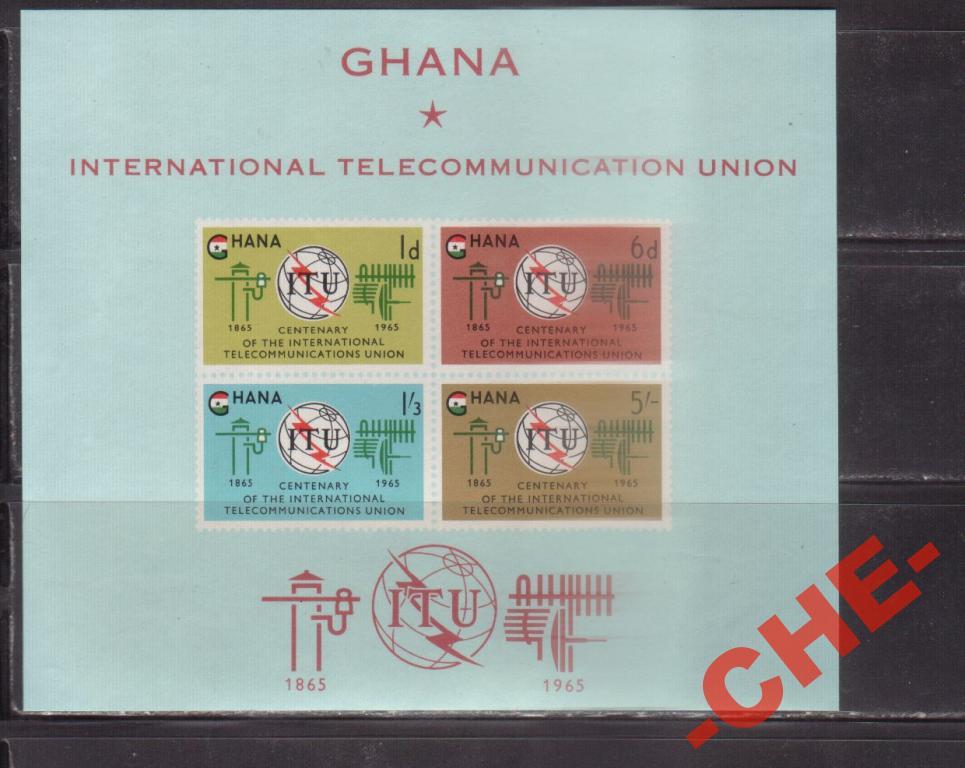 GHANA
INTERNATIONAL TELECOMMUNICATION UNION
GHANA 1d
ITU
1865 CENTENARY 1965
OF THE INTERNATIONAL
TELECOMMUNICATIONS UNION
GHANA 6d
ITU
1865 CENTENARY 1965
OF THE INTERNATIONAL
TELECOMMUNICATIONS UNION
GHANA 1/3
ITU
1865 CENTENARY 1965
OF THE INTERNATIONAL
TELECOMMUNICATIONS UNION
GHANA 5/-
ITU
1865 CENTENARY 1965
OF THE INTERNATIONAL
TELECOMMUNICATIONS UNION
ITU
1865 1965
-CHE-